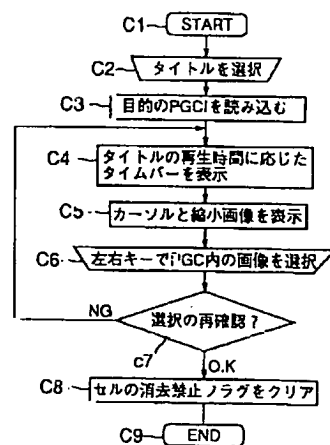 C1 START
C2 タイトルを選択
C3 目的のPGCIを読み込む
C4 タイトルの再生時間に応じた
タイムバーを表示
C5 カーソルと縮小画像を表示
C6 左右キーでPGC内の画像を選択
NG 選択の再確認?
c7
O.K
C8 セルの消去禁止フラグをクリア
C9 END